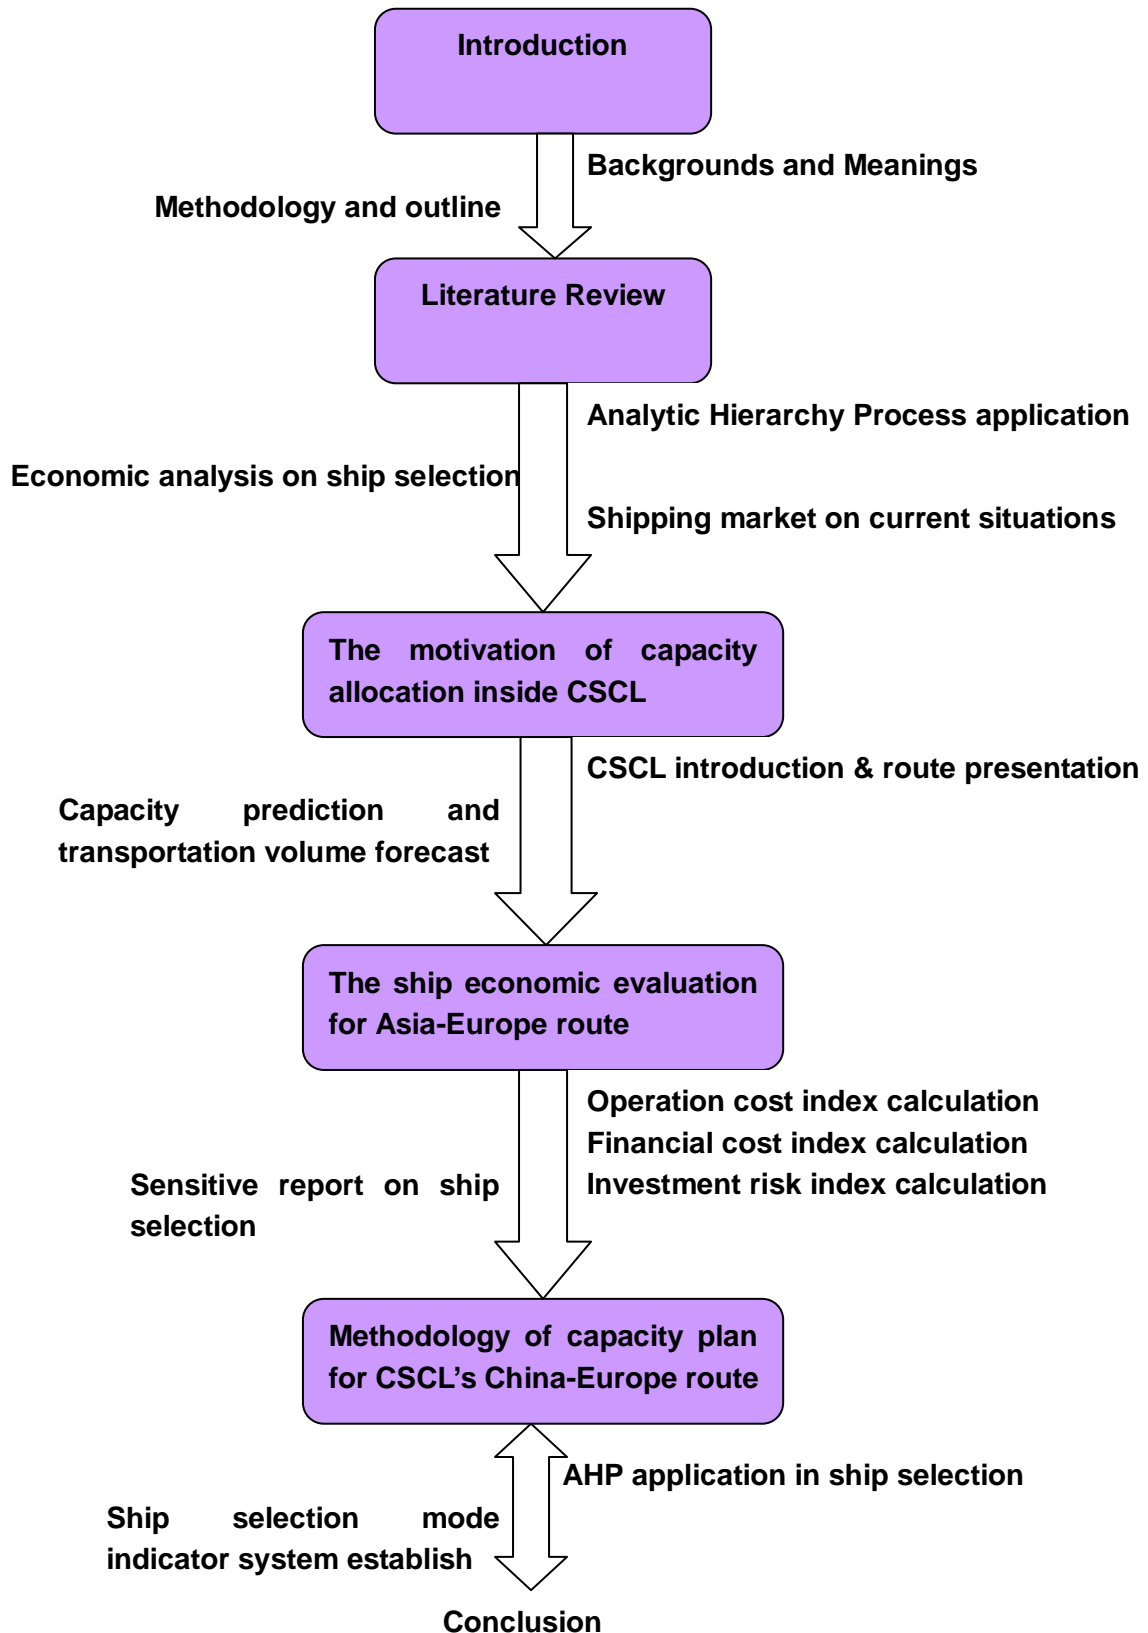 Introduction
Backgrounds and Meanings
Methodology and outline
Literature Review
Analytic Hierarchy Process application
Economic analysis on ship selection
Shipping market on current situations
The motivation of capacity
allocation inside CSCL
CSCL introduction & route presentation
Capacity prediction and
transportation volume forecast
The ship economic evaluation
for Asia-Europe route
Operation cost index calculation
Financial cost index calculation
Investment risk index calculation
Sensitive report on ship
selection
Methodology of capacity plan
for CSCL’s China-Europe route
AHP application in ship selection
Ship selection mode
indicator system establish
Conclusion